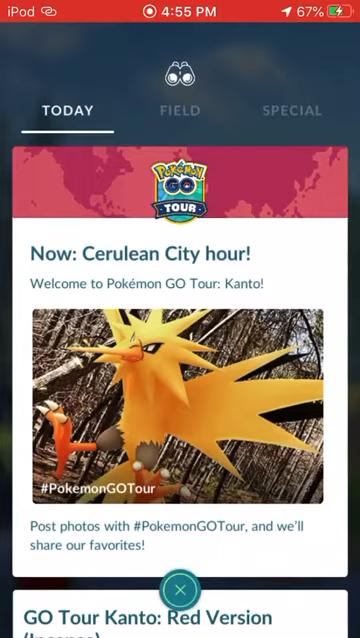 iPod 4:55 PM 67%
TODAY FIELD SPECIAL
Pokémon
GO
TOUR
Now: Cerulean City hour!
Welcome to Pokémon GO Tour: Kanto!
#PokemonGOTour
Post photos with #PokemonGOTour, and we'll
share our favorites!
GO Tour Kanto: Red Version
(Incense)